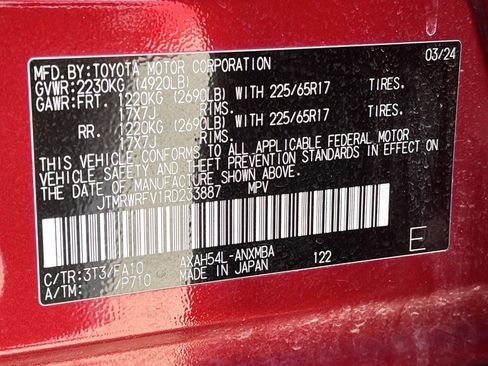 MFD.BY:TOYOTA MOTOR CORPORATION 03/24
GVWR:2230KG (4920LB)
GAWR:FRT. 1220KG (2690LB) WITH 225/65R17 TIRES.
17X7J RIMS.
RR. 1220KG (2690LB) WITH 225/65R17 TIRES.
17X7J RIMS.
THIS VEHICLE CONFORMS TO ALL APPLICABLE FEDERAL MOTOR
VEHICLE SAFETY AND THEFT PREVENTION STANDARDS IN EFFECT ON
THE DATE OF MANUFACTURE SHOWN ABOVE.
JTMRWRFV1RD233887 MPV
C/TR:3T3/FA10 AXAH54L-ANXMBA 122
A/TM: /P710 MADE IN JAPAN
E